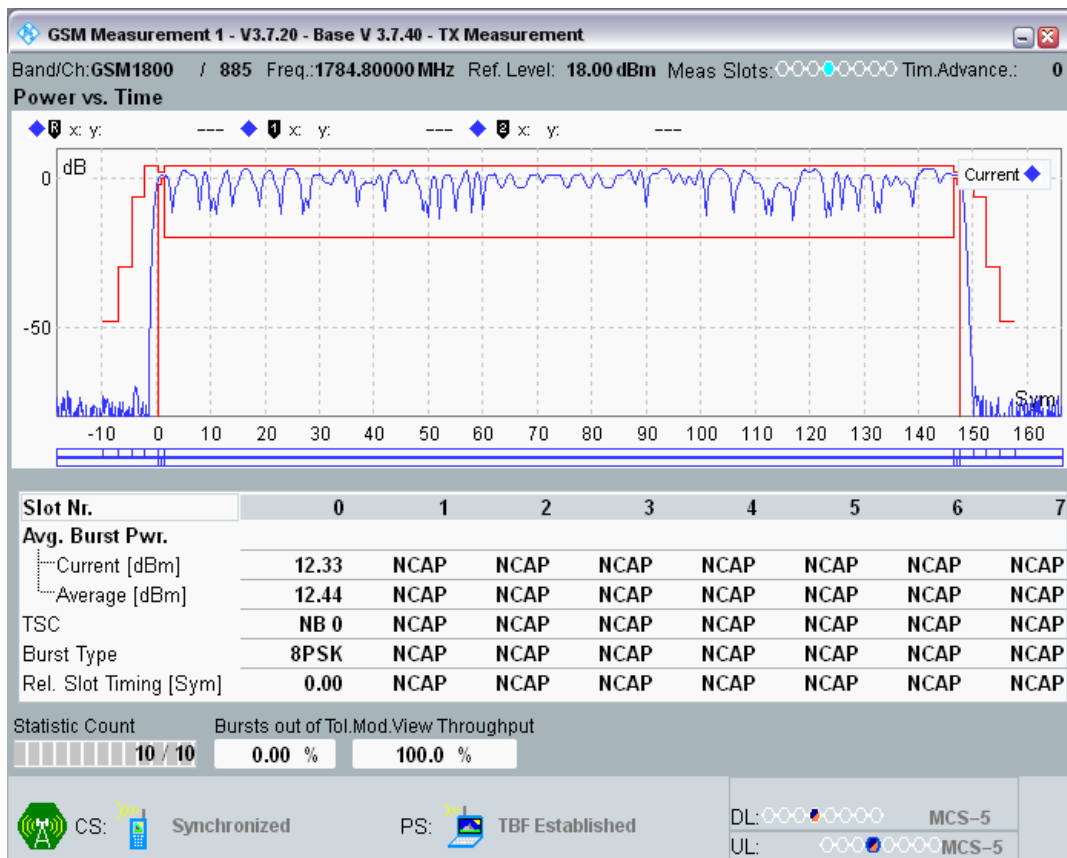 GSM Measurement 1 - V3.7.20 - Base V 3.7.40 - TX Measurement
Band/Ch:GSM1800 / 885 Freq.:1784.80000 MHz Ref. Level: 18.00 dBm Meas Slots: Tim.Advance.: 0
Power vs. Time
R x: y: --- 1 x: y: --- 2 x: y: ---
dB
Current
0
-50
Sym
-10 0 10 20 30 40 50 60 70 80 90 100 110 120 130 140 150 160
Slot Nr. 0 1 2 3 4 5 6 7
Avg. Burst Pwr.
Current [dBm] 12.33 NCAP NCAP NCAP NCAP NCAP NCAP NCAP
Average [dBm] 12.44 NCAP NCAP NCAP NCAP NCAP NCAP NCAP
TSC NB 0 NCAP NCAP NCAP NCAP NCAP NCAP NCAP
Burst Type 8PSK NCAP NCAP NCAP NCAP NCAP NCAP NCAP
Rel. Slot Timing [Sym] 0.00 NCAP NCAP NCAP NCAP NCAP NCAP NCAP
Statistic Count Bursts out of Tol.Mod.View Throughput
10 / 10 0.00 % 100.0 %
CS: Synchronized PS: TBF Established DL: MCS-5
UL: MCS-5